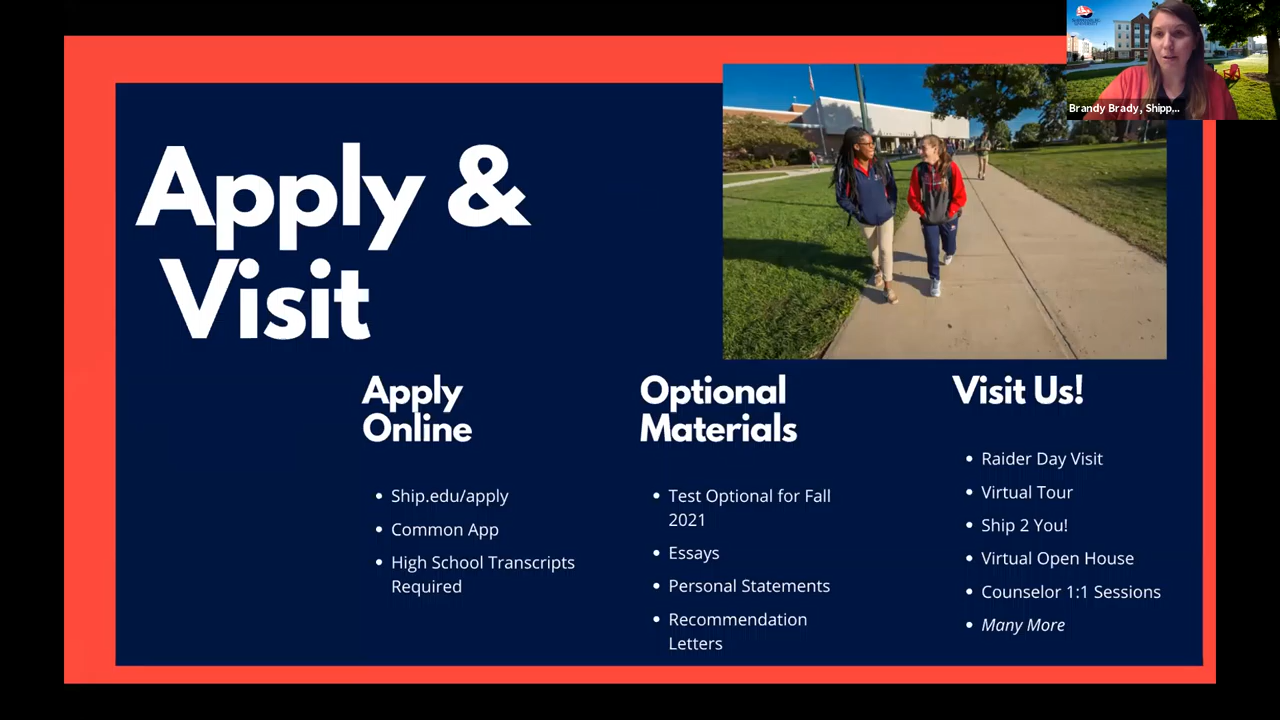 Apply &
Visit
Apply
Online
Ship.edu/apply
Common App
High School Transcripts
Required
Optional
Materials
Test Optional for Fall
2021
Essays
Personal Statements
Recommendation
Letters
Visit Us!
Raider Day Visit
Virtual Tour
Ship 2 You!
Virtual Open House
Counselor 1:1 Sessions
Many More
Brandy Brady, Shipp...